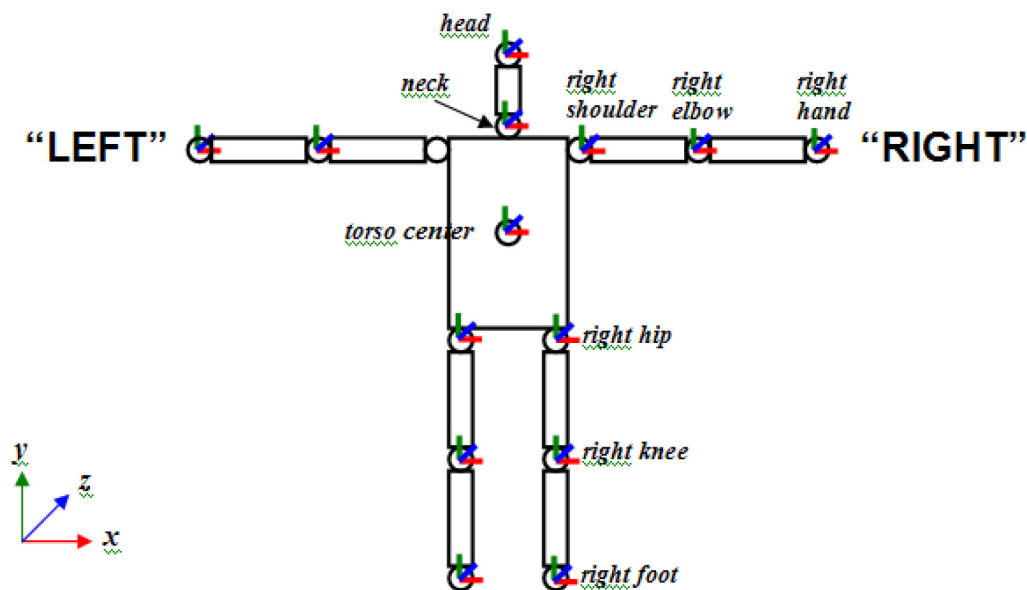 head
neck
right
shoulder
right
elbow
right
hand
“LEFT”
“RIGHT”
torso center
right hip
right knee
right foot
y
z
x